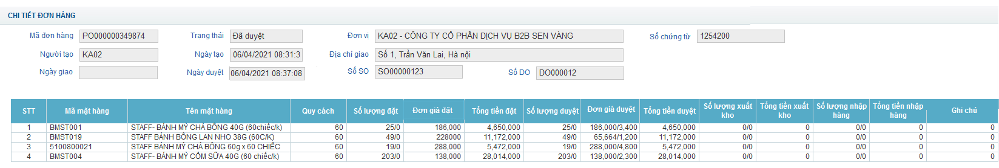 CHI TIẾT ĐƠN HÀNG
Mã đơn hàng PO000000349874 Trạng thái Đã duyệt Đơn vị KA02 - CÔNG TY CỔ PHẦN DỊCH VỤ B2B SEN VÀNG Số chứng từ 1254200
Người tạo KA02 Ngày tạo 06/04/2021 08:31:3 Địa chỉ giao Số 1, Trần Văn Lai, Hà nội
Ngày giao Ngày duyệt 06/04/2021 08:37:08 Số SO SO00000123 Số DO DO000012
STT Mã mặt hàng Tên mặt hàng Quy cách Số lượng đặt Đơn giá đặt Tổng tiền đặt Số lượng duyệt Đơn giá duyệt Tổng tiền duyệt Số lượng xuất kho Tổng tiền xuất kho Số lượng nhập hàng Tổng tiền nhập hàng Ghi chú
1 BMST001 STAFF- BÁNH MỲ CHÀ BÔNG 40G (60chiếc/k) 60 25/0 186,000 4,650,000 25/0 186,000/3,400 4,650,000 0/0 0 0/0 0 0
2 BMST019 STAFF BÁNH BÔNG LAN NHO 38G (60C/K) 60 49/0 228000 11,172,000 49/0 65,664/1,200 11,172,000 0/0 0 0/0 0 0
3 5100800021 STAFF BÁNH MỲ CHÀ BÔNG 60g x 60 CHIẾC 60 19/0 288,000 5,472,000 19/0 288,000/4,800 5,472,000 0/0 0 0/0 0 0
4 BMST004 STAFF- BÁNH MỲ CỐM SỮA 40G (60 chiếc/k) 60 203/0 138,000 28,014,000 203/0 138,000/2,300 28,014,000 0/0 0 0/0 0 0